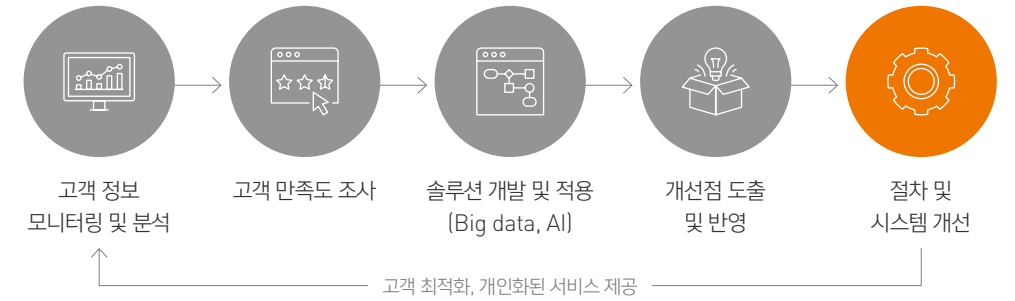 고객 정보
모니터링 및 분석
고객 만족도 조사
솔루션 개발 및 적용
(Big data, AI)
개선점 도출
및 반영
절차 및
시스템 개선
고객 최적화, 개인화된 서비스 제공